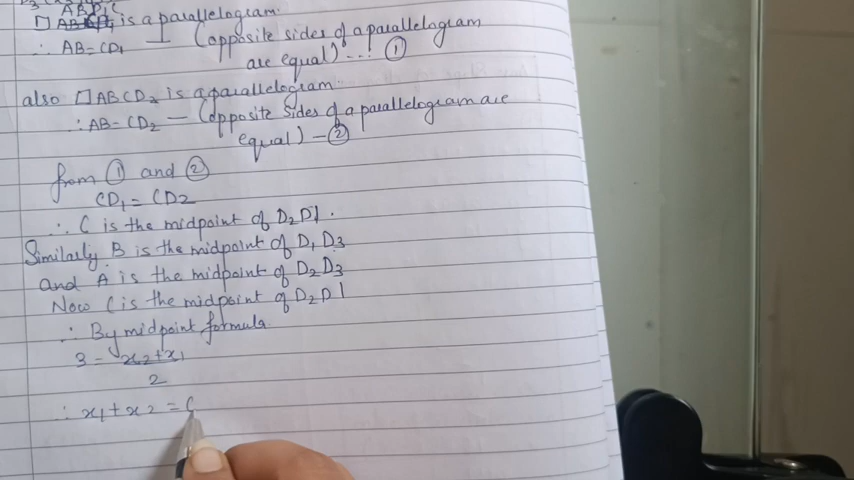 ABD1C
□ is a parallelogram.
∴ AB = CD1 — (opposite sides of a parallelogram
are equal) ... ①
also □ABCD2 is a parallelogram
∴ AB = CD2 — (opposite sides of a parallelogram are
equal) — ②
from ① and ②
CD1 = CD2
∴ C is the midpoint of D2D1.
Similarly B is the midpoint of D1D3
and A is the midpoint of D2D3
Now C is the midpoint of D2D1
∴ By midpoint formula
3 = x2+x1
2
∴ x1 + x2 =